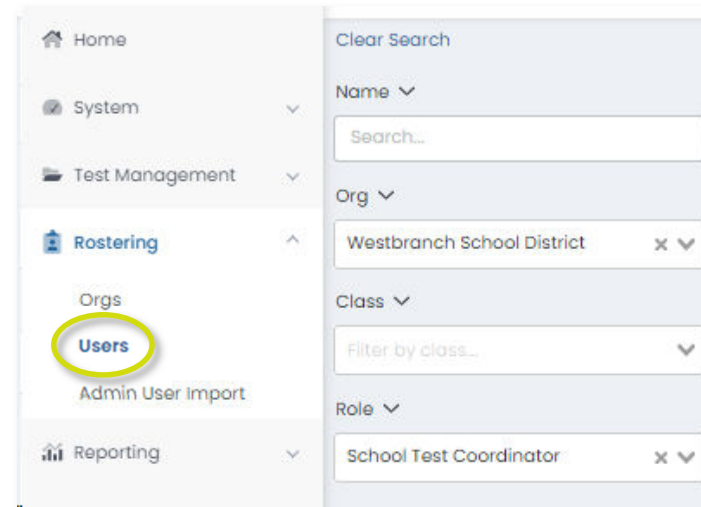 Home
System
Test Management
Rostering
Orgs
Users
Admin User Import
Reporting
Clear Search
Name
Search...
Org
Westbranch School District
Class
Filter by class...
Role
School Test Coordinator